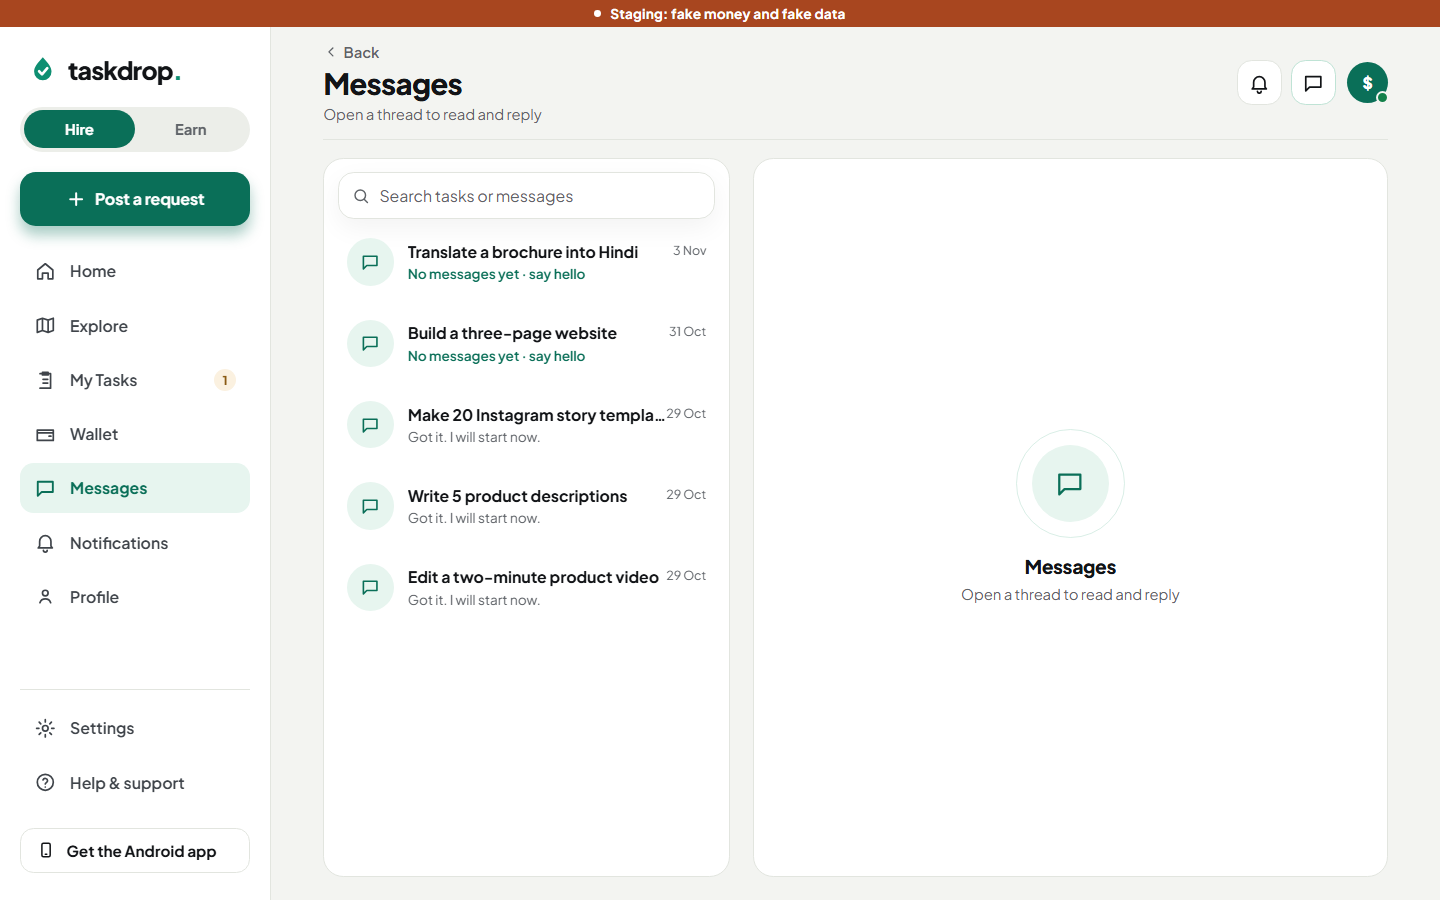 Staging: fake money and fake data
taskdrop.
Hire
Earn
Post a request
Home
Explore
My Tasks
1
Wallet
Messages
Notifications
Profile
Settings
Help & support
Get the Android app
Back
Messages
Open a thread to read and reply
$
Search tasks or messages
Translate a brochure into Hindi
3 Nov
No messages yet · say hello
Build a three-page website
31 Oct
No messages yet · say hello
Make 20 Instagram story templa…
29 Oct
Got it. I will start now.
Write 5 product descriptions
29 Oct
Got it. I will start now.
Edit a two-minute product video
29 Oct
Got it. I will start now.
Messages
Open a thread to read and reply